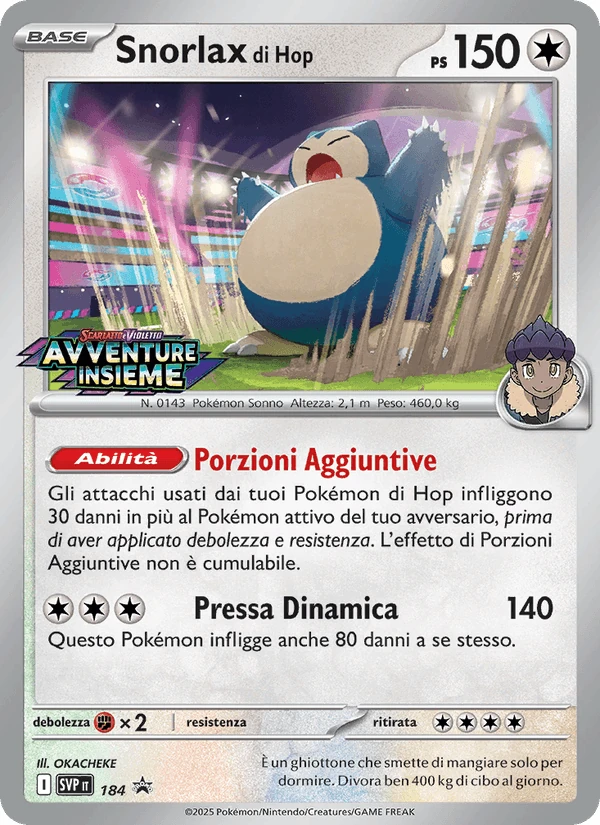 BASE
Snorlax di Hop
PS 150
SCARLATTO E VIOLETTO
AVVENTURE
INSIEME
N. 0143 Pokémon Sonno Altezza: 2,1 m Peso: 460,0 kg
Abilità Porzioni Aggiuntive
Gli attacchi usati dai tuoi Pokémon di Hop infliggono
30 danni in più al Pokémon attivo del tuo avversario, prima
di aver applicato debolezza e resistenza. L'effetto di Porzioni
Aggiuntive non è cumulabile.
Pressa Dinamica 140
Questo Pokémon infligge anche 80 danni a se stesso.
debolezza ×2 resistenza ritirata
Ill. OKACHEKE
I SVP IT 184
È un ghiottone che smette di mangiare solo per
dormire. Divora ben 400 kg di cibo al giorno.
©2025 Pokémon/Nintendo/Creatures/GAME FREAK